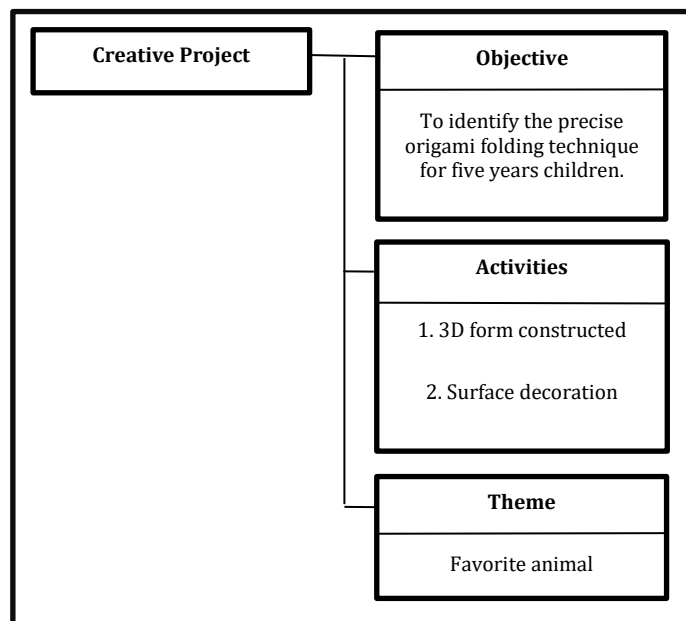 Creative Project
Objective
To identify the precise
origami folding technique
for five years children.
Activities
1. 3D form constructed
2. Surface decoration
Theme
Favorite animal